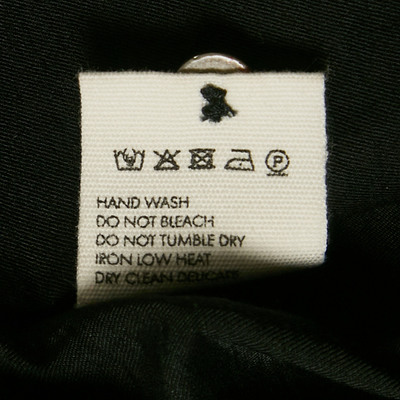 P
HAND WASH
DO NOT BLEACH
DO NOT TUMBLE DRY
IRON LOW HEAT
DRY CLEAN DELICATE